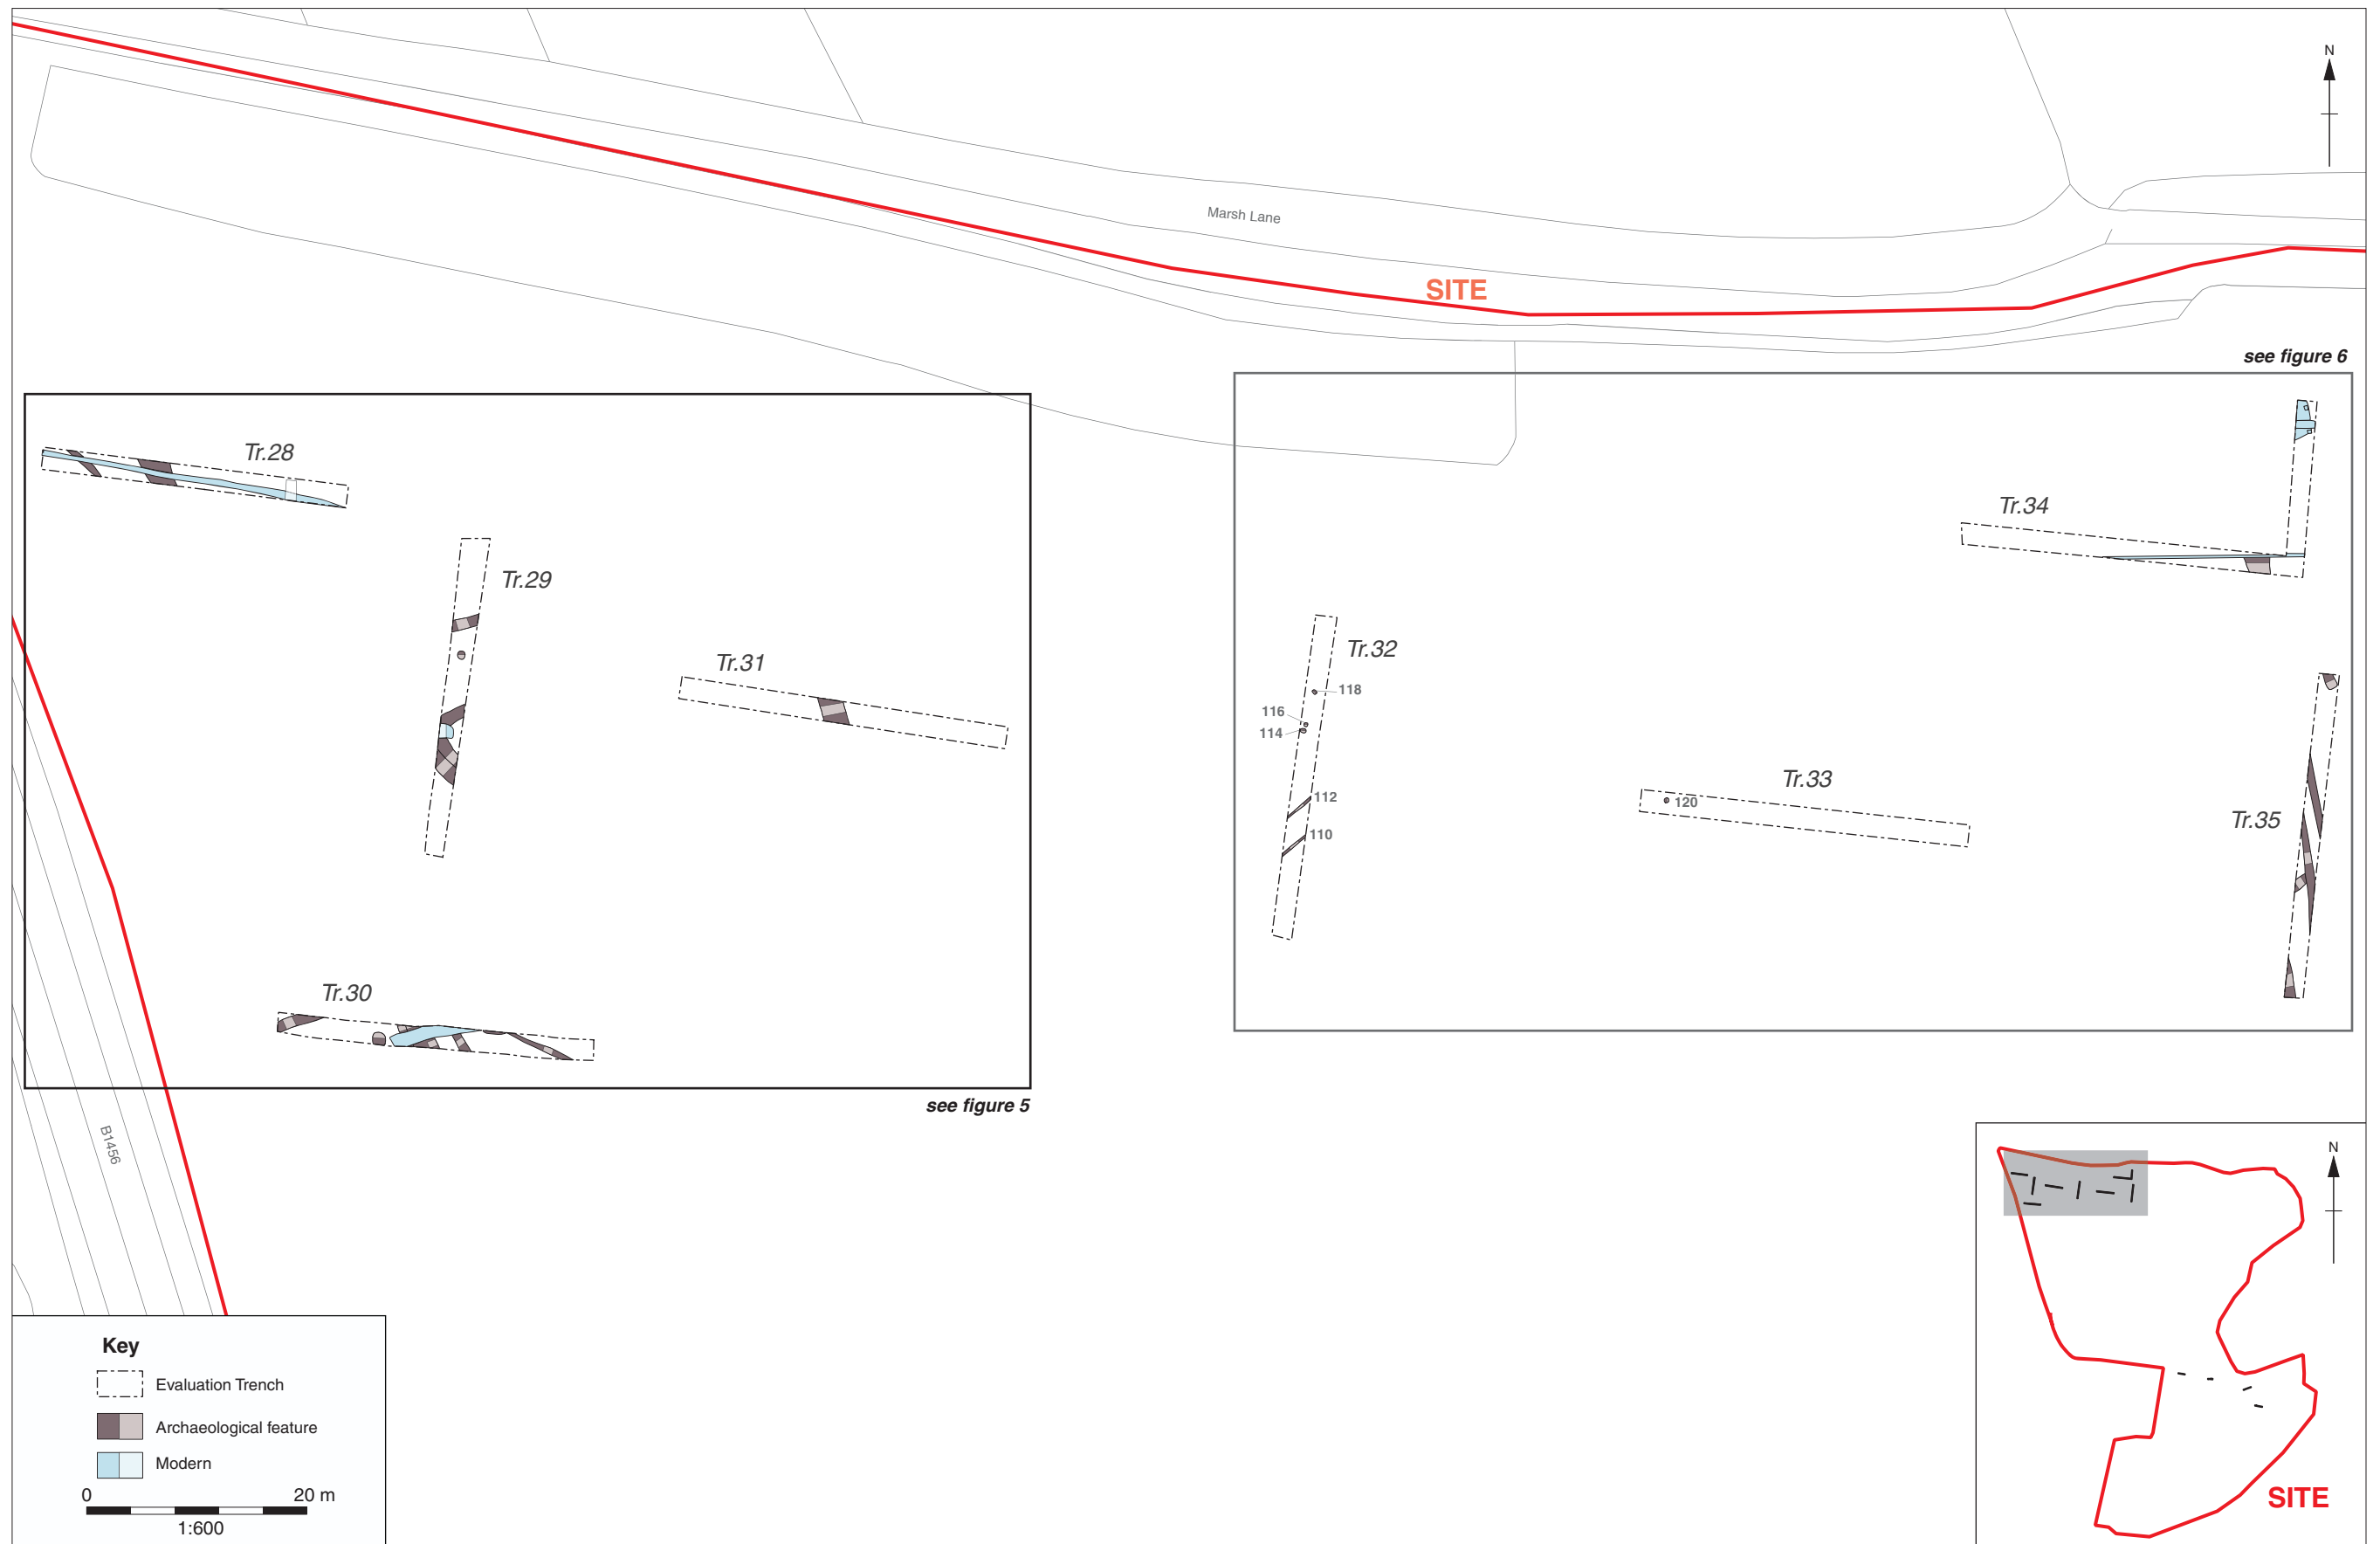 N
Marsh Lane
SITE
see figure 6
Tr.28
Tr.34
Tr.29
Tr.32
Tr.31
118
116
114
Tr.33
112
120
Tr.35
110
Tr.30
see figure 5
B1456
N
Key
Evaluation Trench
Archaeological feature
Modern
0 20 m
1:600
SITE